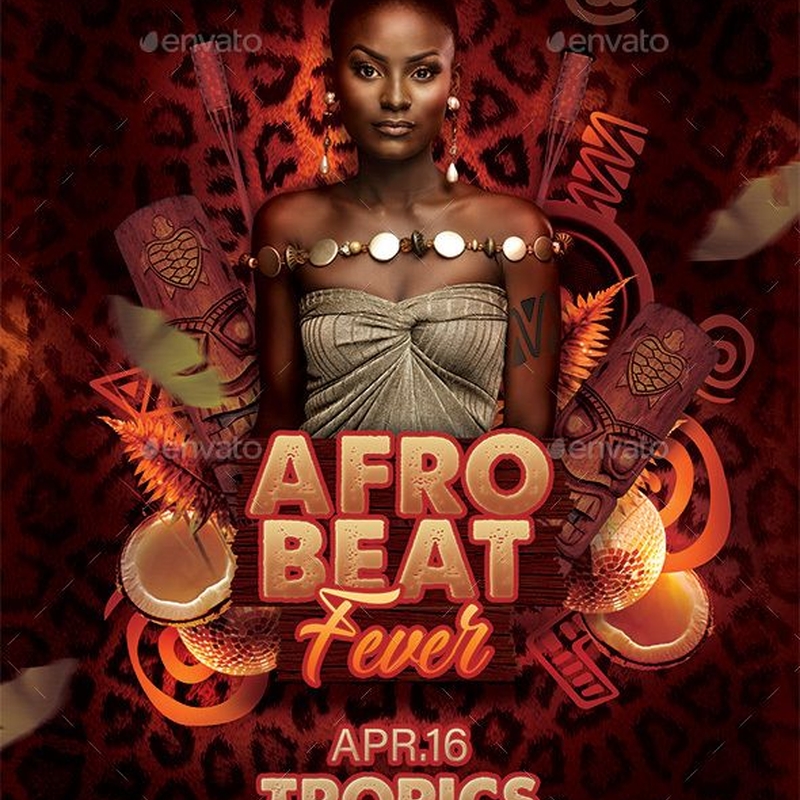 envato envato
envato envato
AFRO
BEAT
Fever
APR.16
TROPICS